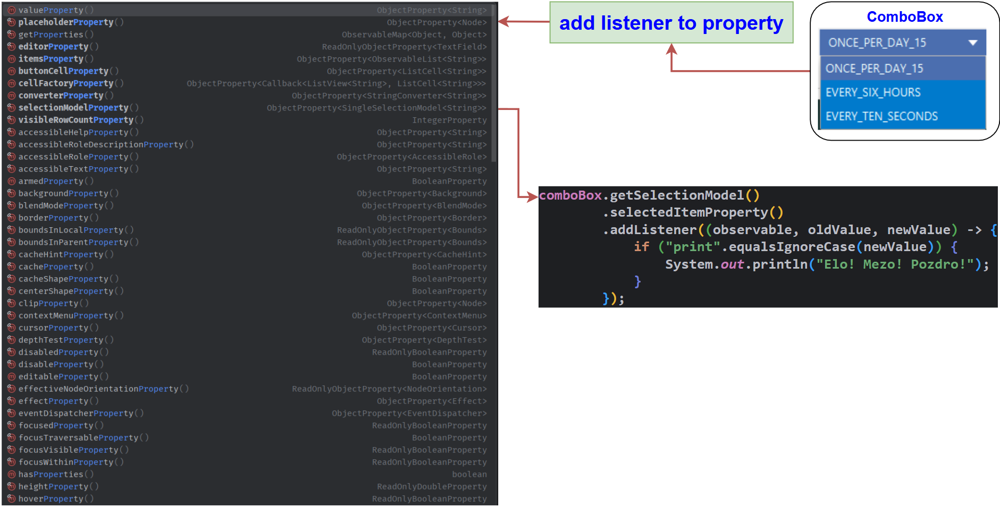 valueProperty() ObjectProperty<String>
placeholderProperty() ObjectProperty<Node>
getProperties() ObservableMap<Object, Object>
editorProperty() ReadOnlyObjectProperty<TextField>
itemsProperty() ObjectProperty<ObservableList<String>>
buttonCellProperty() ObjectProperty<ListCell<String>>
cellFactoryProperty() ObjectProperty<Callback<ListView<String>, ListCell<String>>>
converterProperty() ObjectProperty<StringConverter<String>>
selectionModelProperty() ObjectProperty<SingleSelectionModel<String>>
visibleRowCountProperty() IntegerProperty
accessibleHelpProperty() ObjectProperty<String>
accessibleRoleDescriptionProperty() ObjectProperty<String>
accessibleRoleProperty() ObjectProperty<AccessibleRole>
accessibleTextProperty() ObjectProperty<String>
armedProperty() BooleanProperty
backgroundProperty() ObjectProperty<Background>
blendModeProperty() ObjectProperty<BlendMode>
borderProperty() ObjectProperty<Border>
boundsInLocalProperty() ReadOnlyObjectProperty<Bounds>
boundsInParentProperty() ReadOnlyObjectProperty<Bounds>
cacheHintProperty() ObjectProperty<CacheHint>
cacheProperty() BooleanProperty
cacheShapeProperty() BooleanProperty
centerShapeProperty() BooleanProperty
clipProperty() ObjectProperty<Node>
contextMenuProperty() ObjectProperty<ContextMenu>
cursorProperty() ObjectProperty<Cursor>
depthTestProperty() ObjectProperty<DepthTest>
disabledProperty() ReadOnlyBooleanProperty
disableProperty() BooleanProperty
editableProperty() BooleanProperty
effectiveNodeOrientationProperty() ReadOnlyObjectProperty<NodeOrientation>
effectProperty() ObjectProperty<Effect>
eventDispatcherProperty() ObjectProperty<EventDispatcher>
focusedProperty() ReadOnlyBooleanProperty
focusTraversableProperty() BooleanProperty
focusVisibleProperty() ReadOnlyBooleanProperty
focusWithinProperty() ReadOnlyBooleanProperty
hasProperties() boolean
heightProperty() ReadOnlyDoubleProperty
hoverProperty() ReadOnlyBooleanProperty
add listener to property
ComboBox
ONCE_PER_DAY_15
ONCE_PER_DAY_15
EVERY_SIX_HOURS
EVERY_TEN_SECONDS
comboBox.getSelectionModel()
.selectedItemProperty()
.addListener((observable, oldValue, newValue) -> {
if ("print".equalsIgnoreCase(newValue)) {
System.out.println("Elo! Mezo! Pozdro!");
}
});